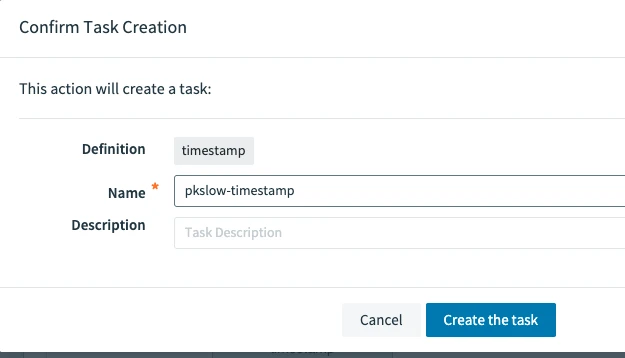 Confirm Task Creation
This action will create a task:
Definition timestamp
Name * pkslow-timestamp
Description Task Description
Cancel Create the task